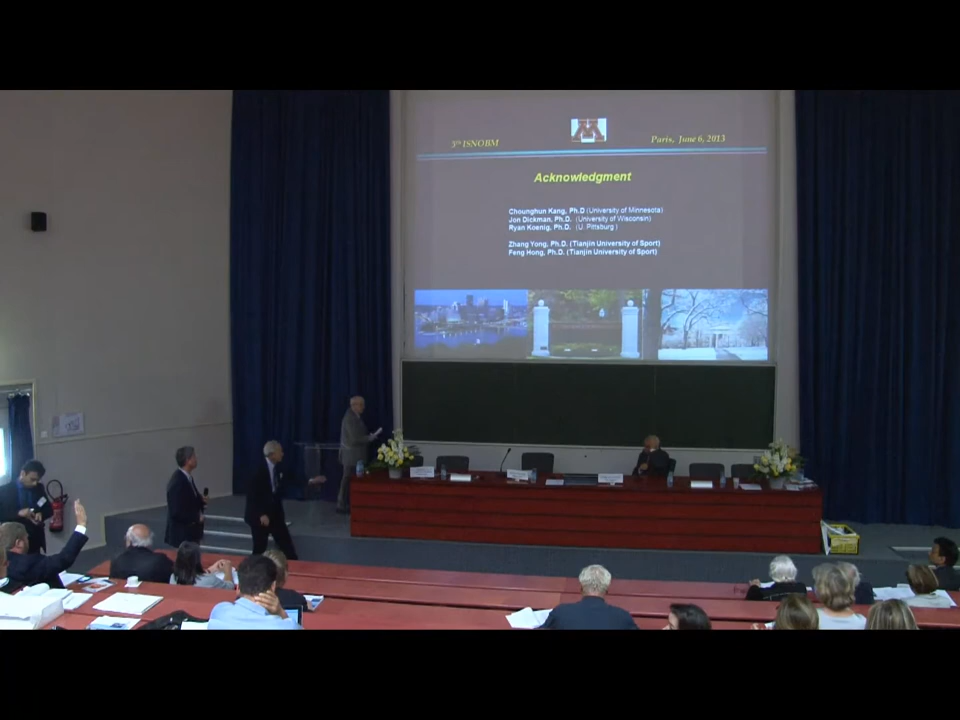 5th ISNOBM
M
Paris, June 6, 2013
Acknowledgment
Chounghun Kang, Ph.D (University of Minnesota)
Jon Dickman, Ph.D. (University of Wisconsin)
Ryan Koenig, Ph.D. (U. Pittsburg )
Zhang Yong, Ph.D. (Tianjin University of Sport)
Feng Hong, Ph.D. (Tianjin University of Sport)